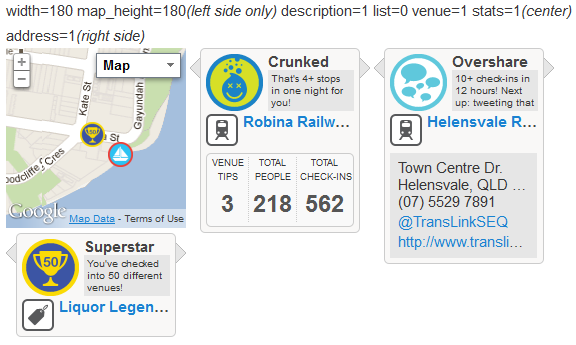 width=180 map_height=180(left side only) description=1 list=0 venue=1 stats=1(center)
address=1(right side)
+
−
Map
Kate St
Gayundah
50
a St
oodcliffe Cres
Google
Map Data - Terms of Use
50
Superstar
You've checked
into 50 different
venues!
Liquor Legen...
Crunked
That's 4+ stops
in one night for
you!
Robina Railw...
VENUE TOTAL TOTAL
TIPS PEOPLE CHECK-INS
3 218 562
Overshare
10+ check-ins in
12 hours! Next
up: tweeting that
Helensvale R...
Town Centre Dr.
Helensvale, QLD ...
(07) 5529 7891
@TransLinkSEQ
http://www.transli...